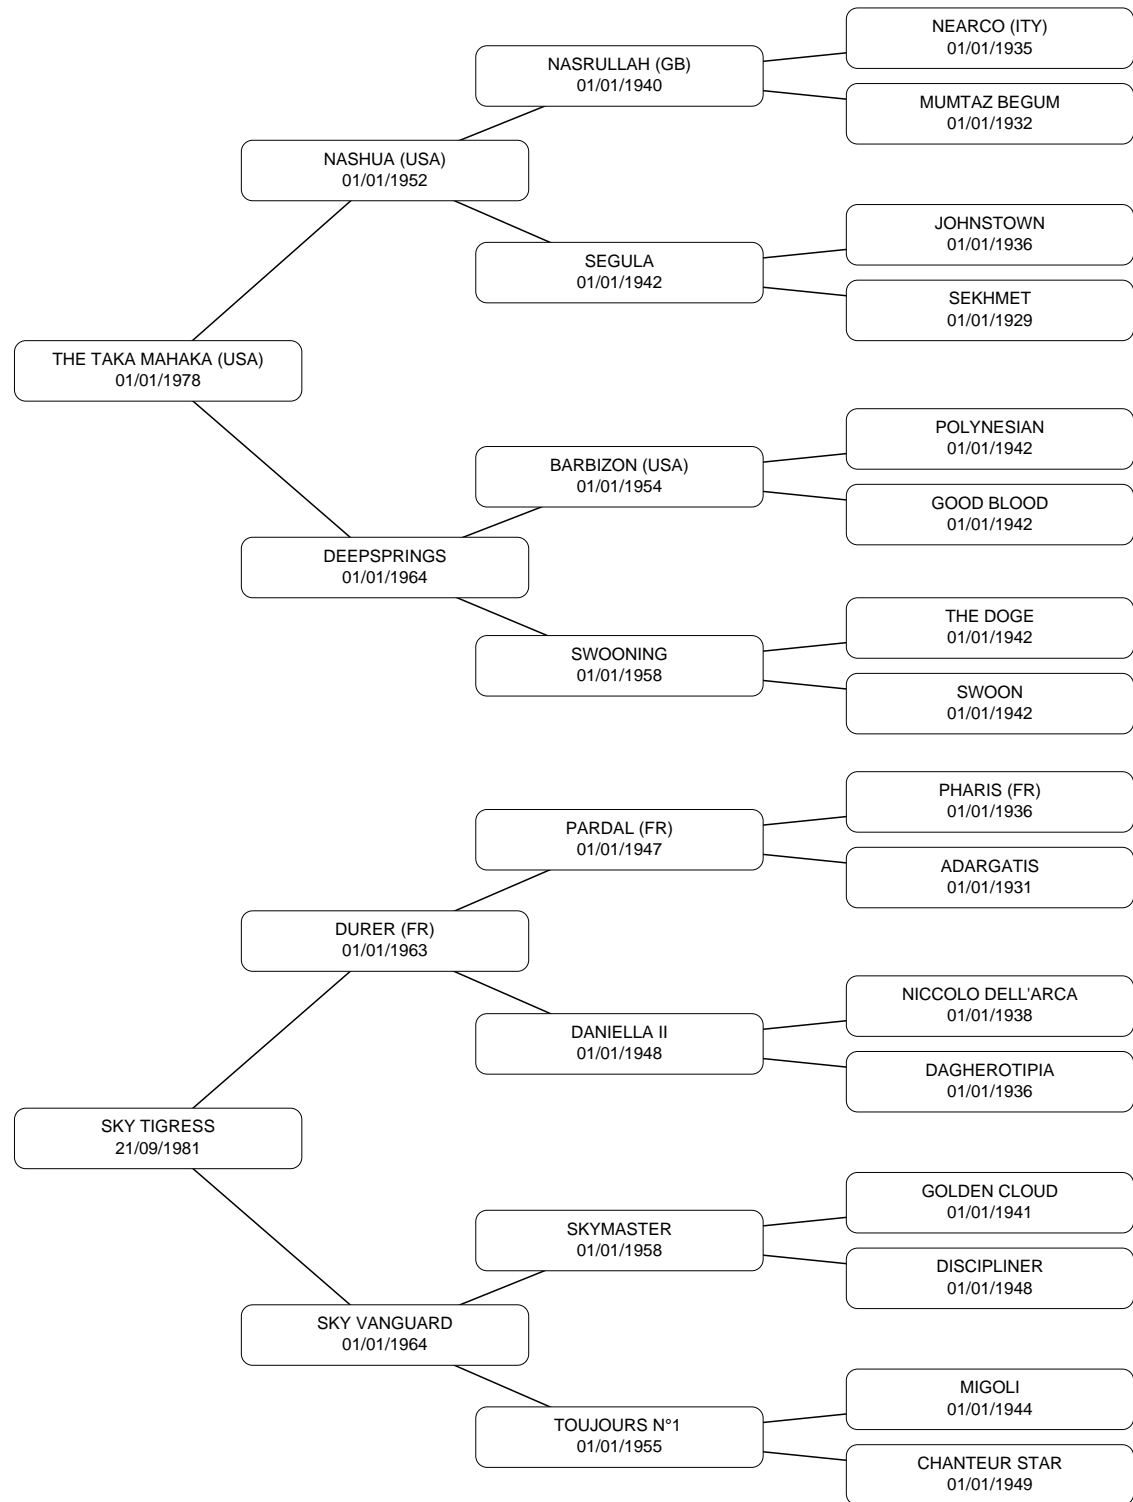 NEARCO (ITY)
01/01/1935
NASRULLAH (GB)
01/01/1940
MUMTAZ BEGUM
01/01/1932
NASHUA (USA)
01/01/1952
JOHNSTOWN
01/01/1936
SEGULA
01/01/1942
SEKHMET
01/01/1929
THE TAKA MAHAKA (USA)
01/01/1978
POLYNESIAN
01/01/1942
BARBIZON (USA)
01/01/1954
GOOD BLOOD
01/01/1942
DEEPSPRINGS
01/01/1964
THE DOGE
01/01/1942
SWOONING
01/01/1958
SWOON
01/01/1942
PHARIS (FR)
01/01/1936
PARDAL (FR)
01/01/1947
ADARGATIS
01/01/1931
DURER (FR)
01/01/1963
NICCOLO DELL'ARCA
01/01/1938
DANIELLA II
01/01/1948
DAGHEROTIPIA
01/01/1936
SKY TIGRESS
21/09/1981
GOLDEN CLOUD
01/01/1941
SKYMASTER
01/01/1958
DISCIPLINER
01/01/1948
SKY VANGUARD
01/01/1964
MIGOLI
01/01/1944
TOUJOURS N°1
01/01/1955
CHANTEUR STAR
01/01/1949